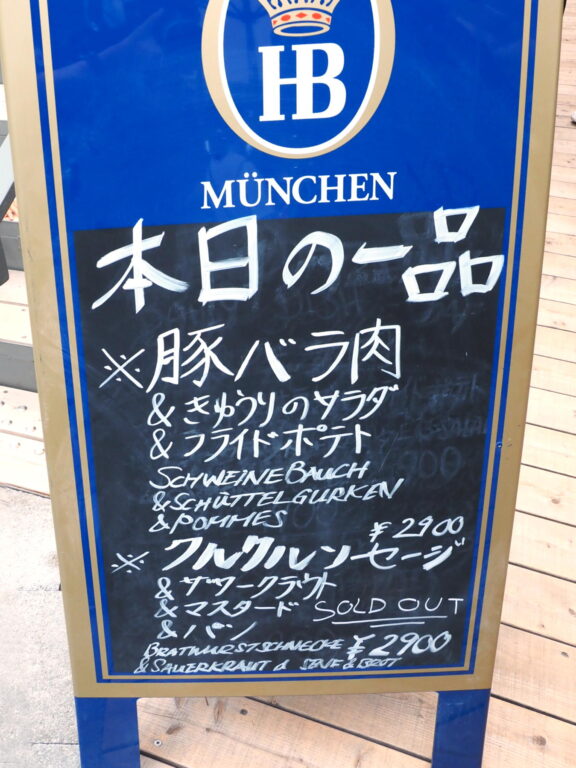 HB
MÜNCHEN
本日の一品
※豚バラ肉
&きゅうりのサラダ
&フライドポテト
SCHWEINEBAUCH
&SCHÜTTELGURKEN
&POMMES ¥2900
※クルクルソーセージ
&ザワークラウト
&マスタード SOLD OUT
&パン
BRATWURSTSCHNECKE ¥2900
&SAUERKRAUT & SENF & BROT